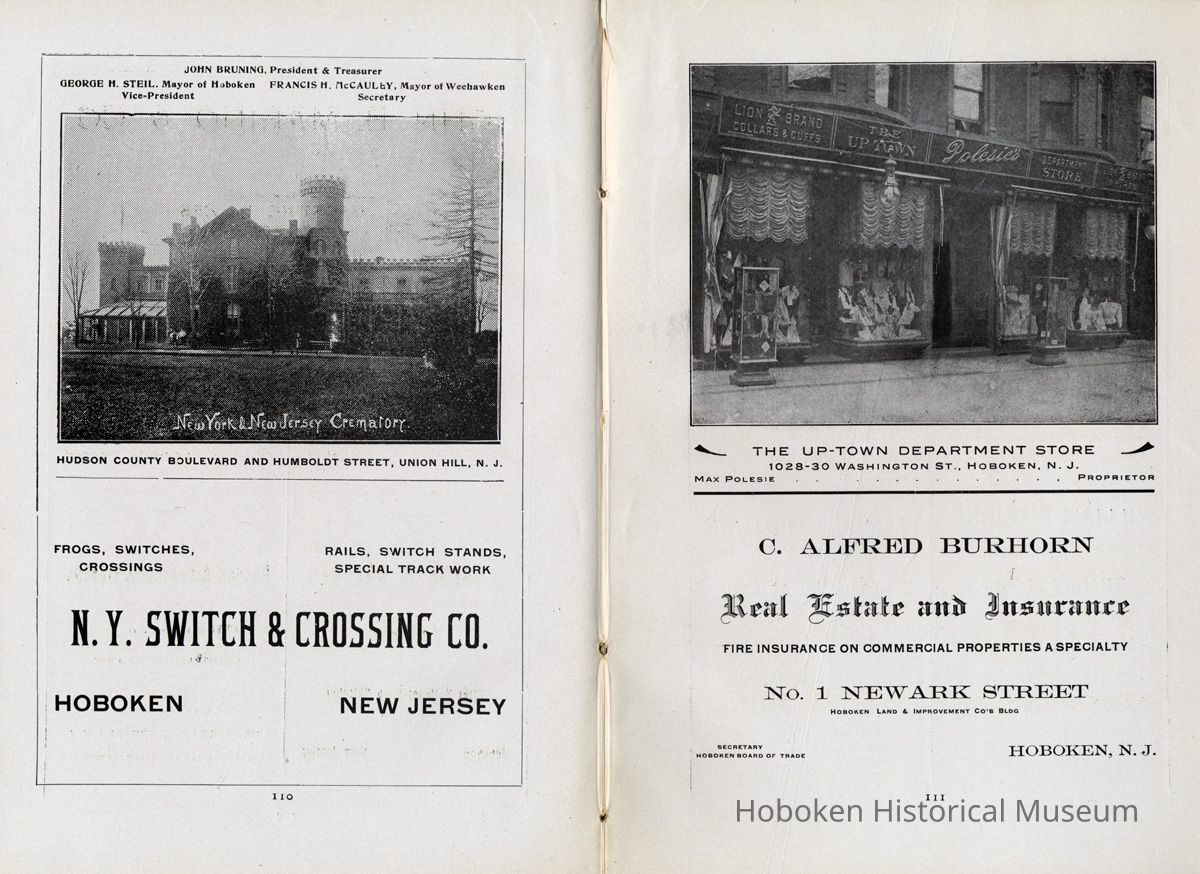 JOHN BRUNING, President & Treasurer
GEORGE H. STEIL, Mayor of Hoboken
Vice-President
FRANCIS H. McCAULEY, Mayor of Weehawken
Secretary
New York & New Jersey Crematory.
HUDSON COUNTY BOULEVARD AND HUMBOLDT STREET, UNION HILL, N. J.
FROGS, SWITCHES,
CROSSINGS
RAILS, SWITCH STANDS,
SPECIAL TRACK WORK
N. Y. SWITCH & CROSSING CO.
HOBOKEN
NEW JERSEY
110
LION BRAND
COLLARS & CUFFS
THE
UP TOWN
Polesie's
DEPARTMENT
STORE
THE UP-TOWN DEPARTMENT STORE
1028-30 WASHINGTON ST., HOBOKEN, N. J.
MAX POLESIE . . . . . . . . . . . . . . PROPRIETOR
C. ALFRED BURHORN
Real Estate and Insurance
FIRE INSURANCE ON COMMERCIAL PROPERTIES A SPECIALTY
No. 1 NEWARK STREET
HOBOKEN LAND & IMPROVEMENT CO'S BLDG
SECRETARY
HOBOKEN BOARD OF TRADE
HOBOKEN, N. J.
111
Hoboken Historical Museum